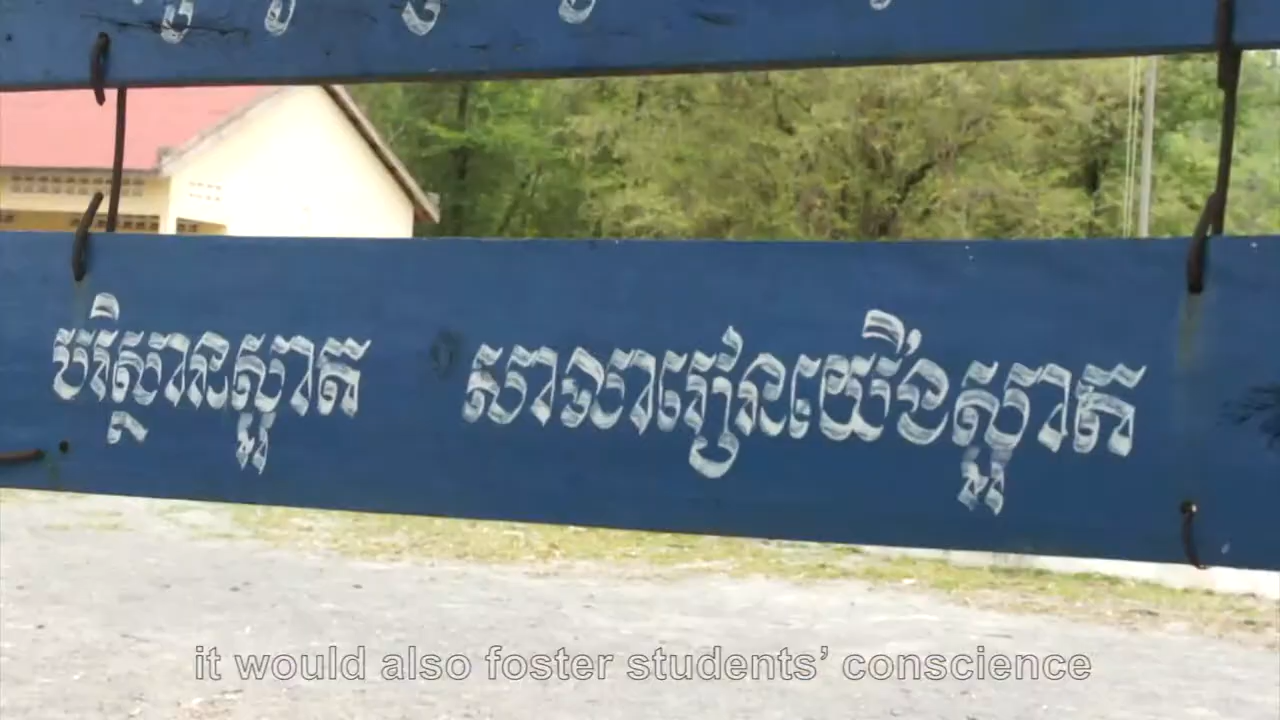 បរិស្ថានស្អាត សាលារៀនយើងស្អាត
it would also foster students’ conscience